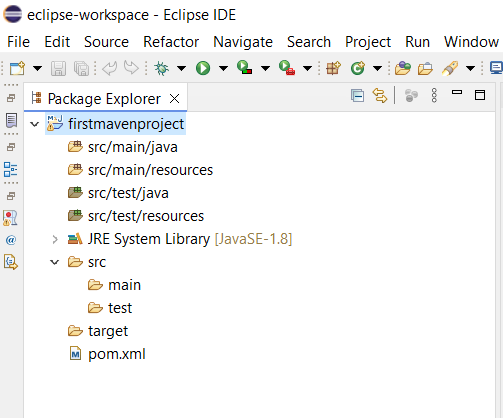 eclipse-workspace - Eclipse IDE
File Edit Source Refactor Navigate Search Project Run Window
Package Explorer
firstmavenproject
src/main/java
src/main/resources
src/test/java
src/test/resources
JRE System Library [JavaSE-1.8]
src
main
test
target
pom.xml